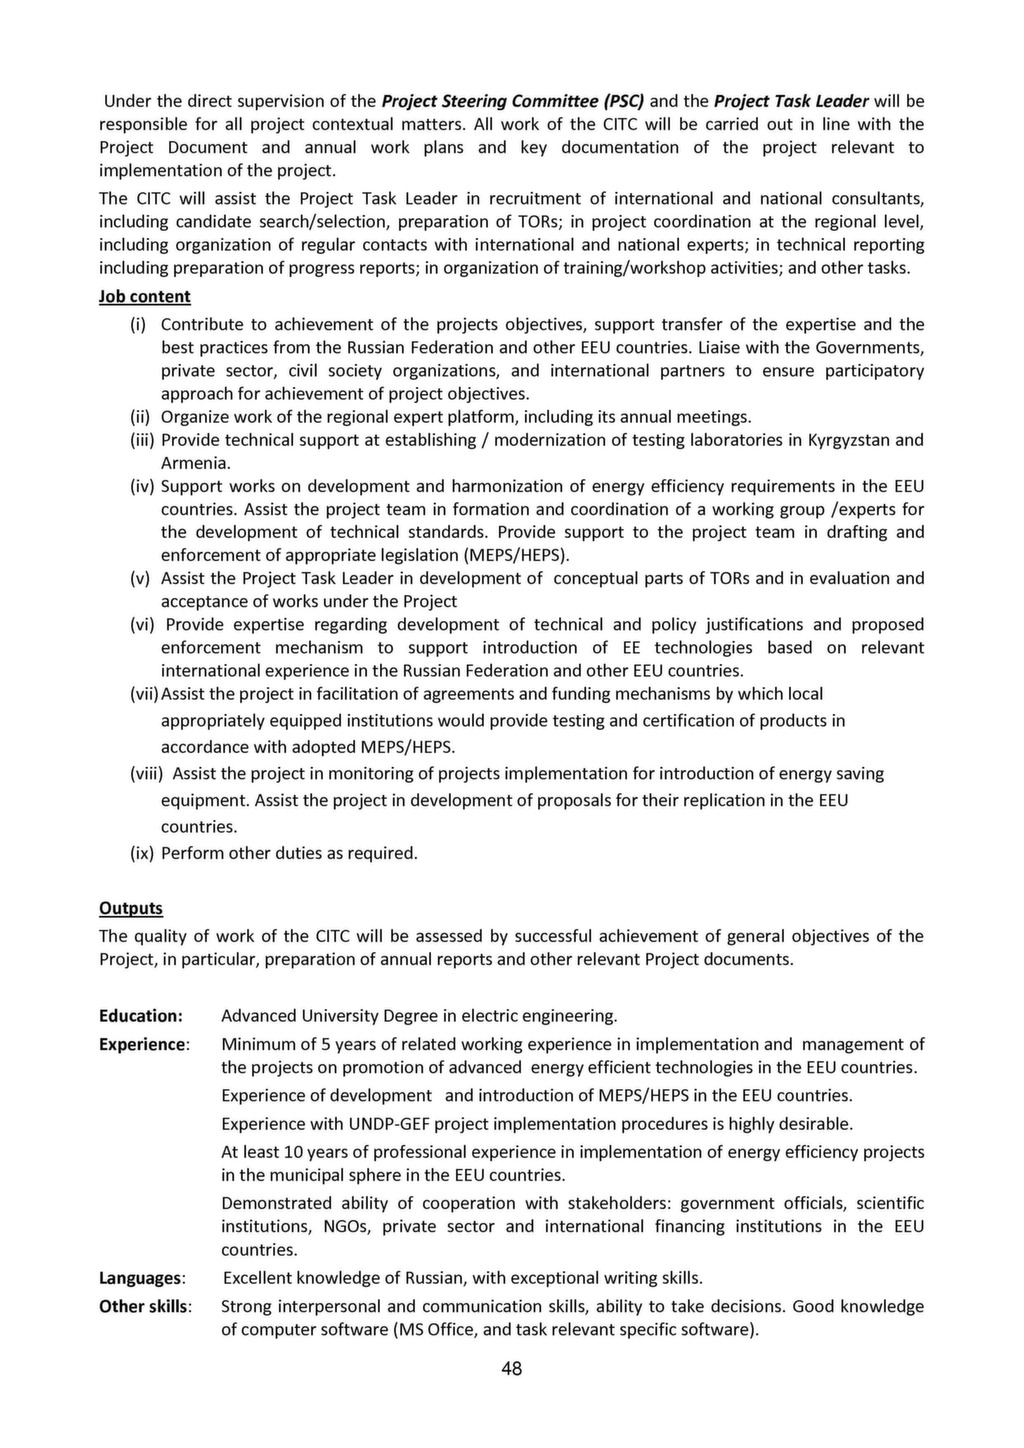 Under the direct supervision of the Project Steering Committee (PSC) and the Project Task Leader will be
responsible for all project contextual matters. All work of the CITC will be carried out in line with the
Project Document and annual work plans and key documentation of the project relevant to
implementation of the project.
The CITC will assist the Project Task Leader in recruitment of international and national consultants,
including candidate search/selection, preparation of TORs; in project coordination at the regional level,
including organization of regular contacts with international and national experts; in technical reporting
including preparation of progress reports; in organization of training/workshop activities; and other tasks.
Job content
(i) Contribute to achievement of the projects objectives, support transfer of the expertise and the
best practices from the Russian Federation and other EEU countries. Liaise with the Governments,
private sector, civil society organizations, and international partners to ensure participatory
approach for achievement of project objectives.
(ii) Organize work of the regional expert platform, including its annual meetings.
(iii) Provide technical support at establishing / modernization of testing laboratories in Kyrgyzstan and
Armenia.
(iv) Support works on development and harmonization of energy efficiency requirements in the EEU
countries. Assist the project team in formation and coordination of a working group /experts for
the development of technical standards. Provide support to the project team in drafting and
enforcement of appropriate legislation (MEPS/HEPS).
(v) Assist the Project Task Leader in development of conceptual parts of TORs and in evaluation and
acceptance of works under the Project
(vi) Provide expertise regarding development of technical and policy justifications and proposed
enforcement mechanism to support introduction of EE technologies based on relevant
international experience in the Russian Federation and other EEU countries.
(vii) Assist the project in facilitation of agreements and funding mechanisms by which local
appropriately equipped institutions would provide testing and certification of products in
accordance with adopted MEPS/HEPS.
(viii) Assist the project in monitoring of projects implementation for introduction of energy saving
equipment. Assist the project in development of proposals for their replication in the EEU
countries.
(ix) Perform other duties as required.
Outputs
The quality of work of the CITC will be assessed by successful achievement of general objectives of the
Project, in particular, preparation of annual reports and other relevant Project documents.
Education: Advanced University Degree in electric engineering.
Experience: Minimum of 5 years of related working experience in implementation and management of
the projects on promotion of advanced energy efficient technologies in the EEU countries.
Experience of development and introduction of MEPS/HEPS in the EEU countries.
Experience with UNDP-GEF project implementation procedures is highly desirable.
At least 10 years of professional experience in implementation of energy efficiency projects
in the municipal sphere in the EEU countries.
Demonstrated ability of cooperation with stakeholders: government officials, scientific
institutions, NGOs, private sector and international financing institutions in the EEU
countries.
Languages: Excellent knowledge of Russian, with exceptional writing skills.
Other skills: Strong interpersonal and communication skills, ability to take decisions. Good knowledge
of computer software (MS Office, and task relevant specific software).
48